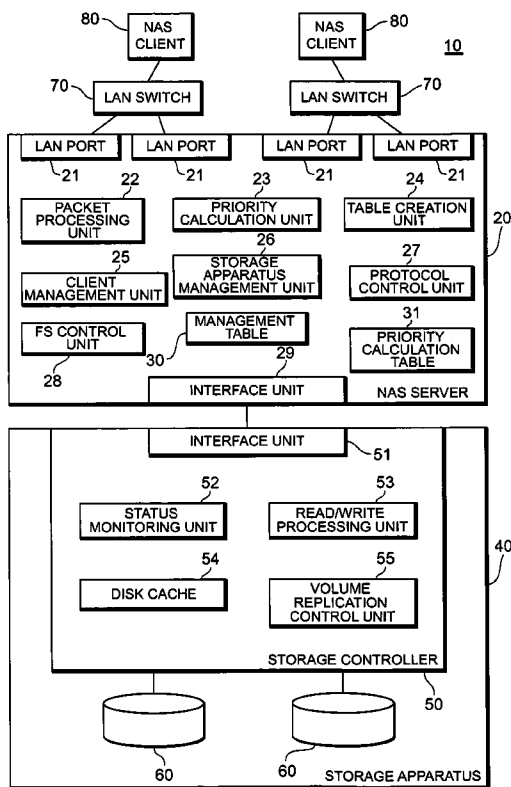 80
NAS
CLIENT
80
NAS
CLIENT
10
70
LAN SWITCH
LAN SWITCH
70
LAN PORT
LAN PORT
LAN PORT
LAN PORT
21
21
21
21
22
PACKET
PROCESSING
UNIT
23
PRIORITY
CALCULATION UNIT
24
TABLE CREATION
UNIT
20
25
CLIENT
MANAGEMENT UNIT
26
STORAGE
APPARATUS
MANAGEMENT UNIT
27
PROTOCOL
CONTROL UNIT
FS CONTROL
UNIT
28
30
MANAGEMENT
TABLE
31
PRIORITY
CALCULATION
TABLE
29
INTERFACE UNIT
NAS SERVER
INTERFACE UNIT
51
52
STATUS
MONITORING UNIT
53
READ/WRITE
PROCESSING UNIT
40
54
DISK CACHE
55
VOLUME
REPLICATION
CONTROL UNIT
STORAGE CONTROLLER
50
60
60
STORAGE APPARATUS